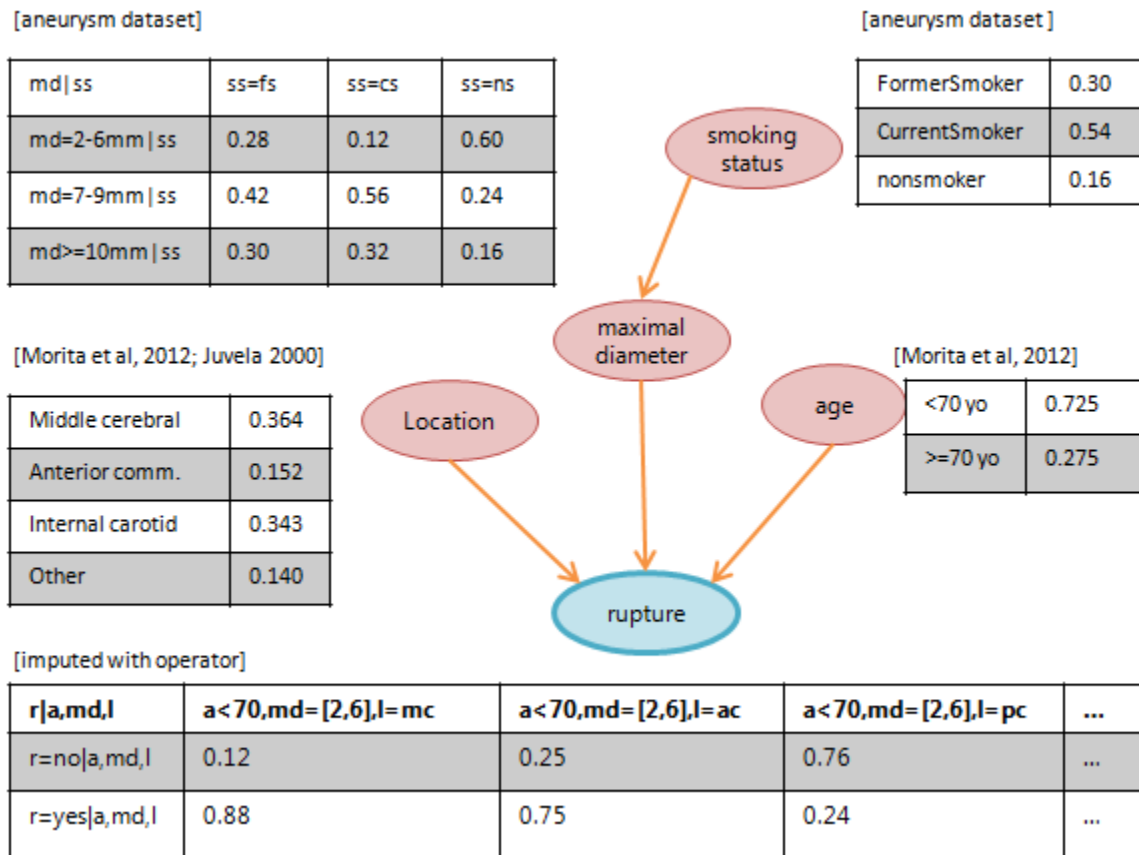 [aneurysm dataset]
md|ss ss=fs ss=cs ss=ns
md=2-6mm|ss 0.28 0.12 0.60
md=7-9mm|ss 0.42 0.56 0.24
md>=10mm|ss 0.30 0.32 0.16
[aneurysm dataset ]
FormerSmoker 0.30
CurrentSmoker 0.54
nonsmoker 0.16
smoking
status
maximal
diameter
[Morita et al, 2012; Juvela 2000]
Middle cerebral 0.364
Anterior comm. 0.152
Internal carotid 0.343
Other 0.140
Location
age
[Morita et al, 2012]
<70 yo 0.725
>=70 yo 0.275
rupture
[imputed with operator]
r|a,md,l a<70,md=[2,6],l=mc a<70,md=[2,6],l=ac a<70,md=[2,6],l=pc ...
r=no|a,md,l 0.12 0.25 0.76 ...
r=yes|a,md,l 0.88 0.75 0.24 ...